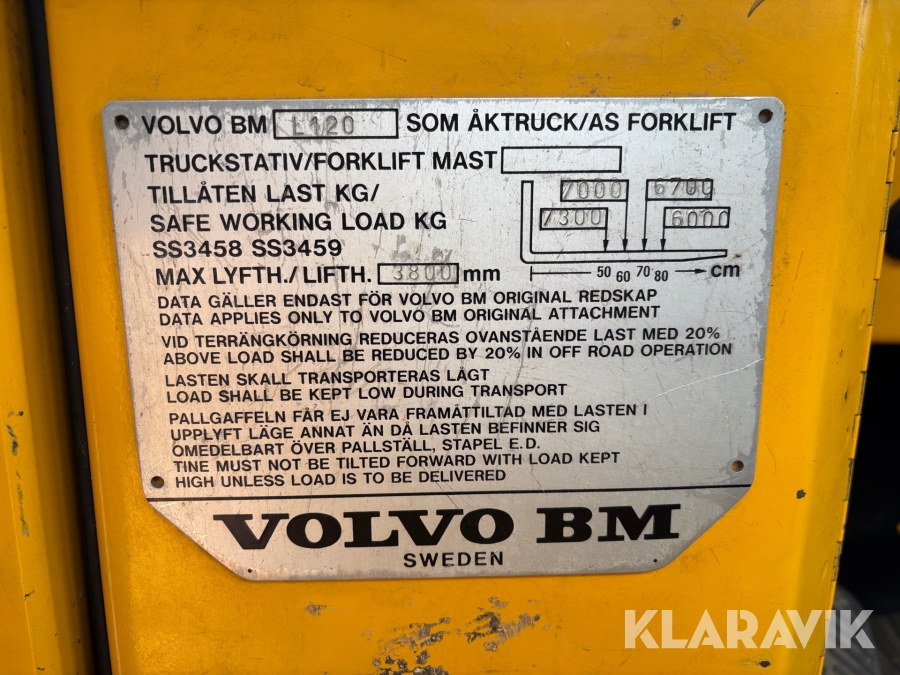 VOLVO BM L120 SOM ÅKTRUCK/AS FORKLIFT
TRUCKSTATIV/FORKLIFT MAST
TILLÅTEN LAST KG/ 7000 6700
SAFE WORKING LOAD KG 7300 6000
SS3458 SS3459
MAX LYFTH./LIFTH. 3800 mm 50 60 70 80 cm
DATA GÄLLER ENDAST FÖR VOLVO BM ORIGINAL REDSKAP
DATA APPLIES ONLY TO VOLVO BM ORIGINAL ATTACHMENT
VID TERRÄNGKÖRNING REDUCERAS OVANSTÅENDE LAST MED 20%
ABOVE LOAD SHALL BE REDUCED BY 20% IN OFF ROAD OPERATION
LASTEN SKALL TRANSPORTERAS LÅGT
LOAD SHALL BE KEPT LOW DURING TRANSPORT
PALLGAFFELN FÅR EJ VARA FRAMÅTTILTAD MED LASTEN I
UPPLYFT LÄGE ANNAT ÄN DÅ LASTEN BEFINNER SIG
OMEDELBART ÖVER PALLSTÄLL, STAPEL E.D.
TINE MUST NOT BE TILTED FORWARD WITH LOAD KEPT
HIGH UNLESS LOAD IS TO BE DELIVERED
VOLVO BM
SWEDEN
KLARAVIK